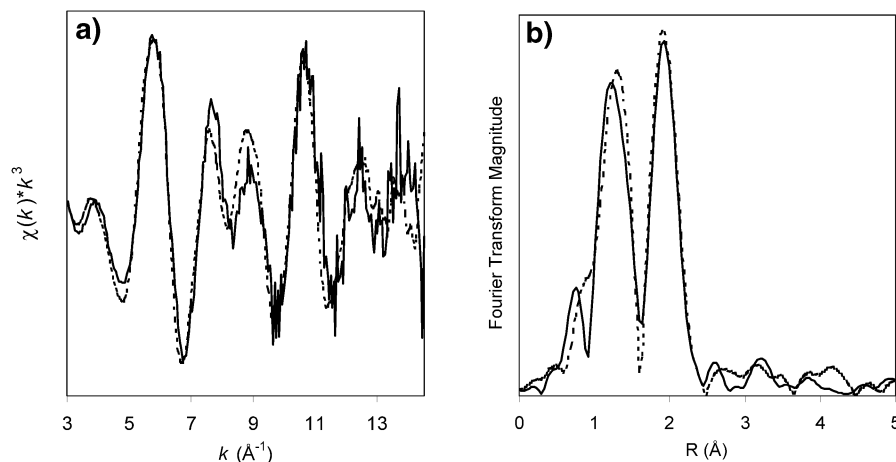 a)
χ(k)*k³
3 5 7 9 11 13
k (Å⁻¹)
b)
Fourier Transform Magnitude
0 1 2 3 4 5
R (Å)